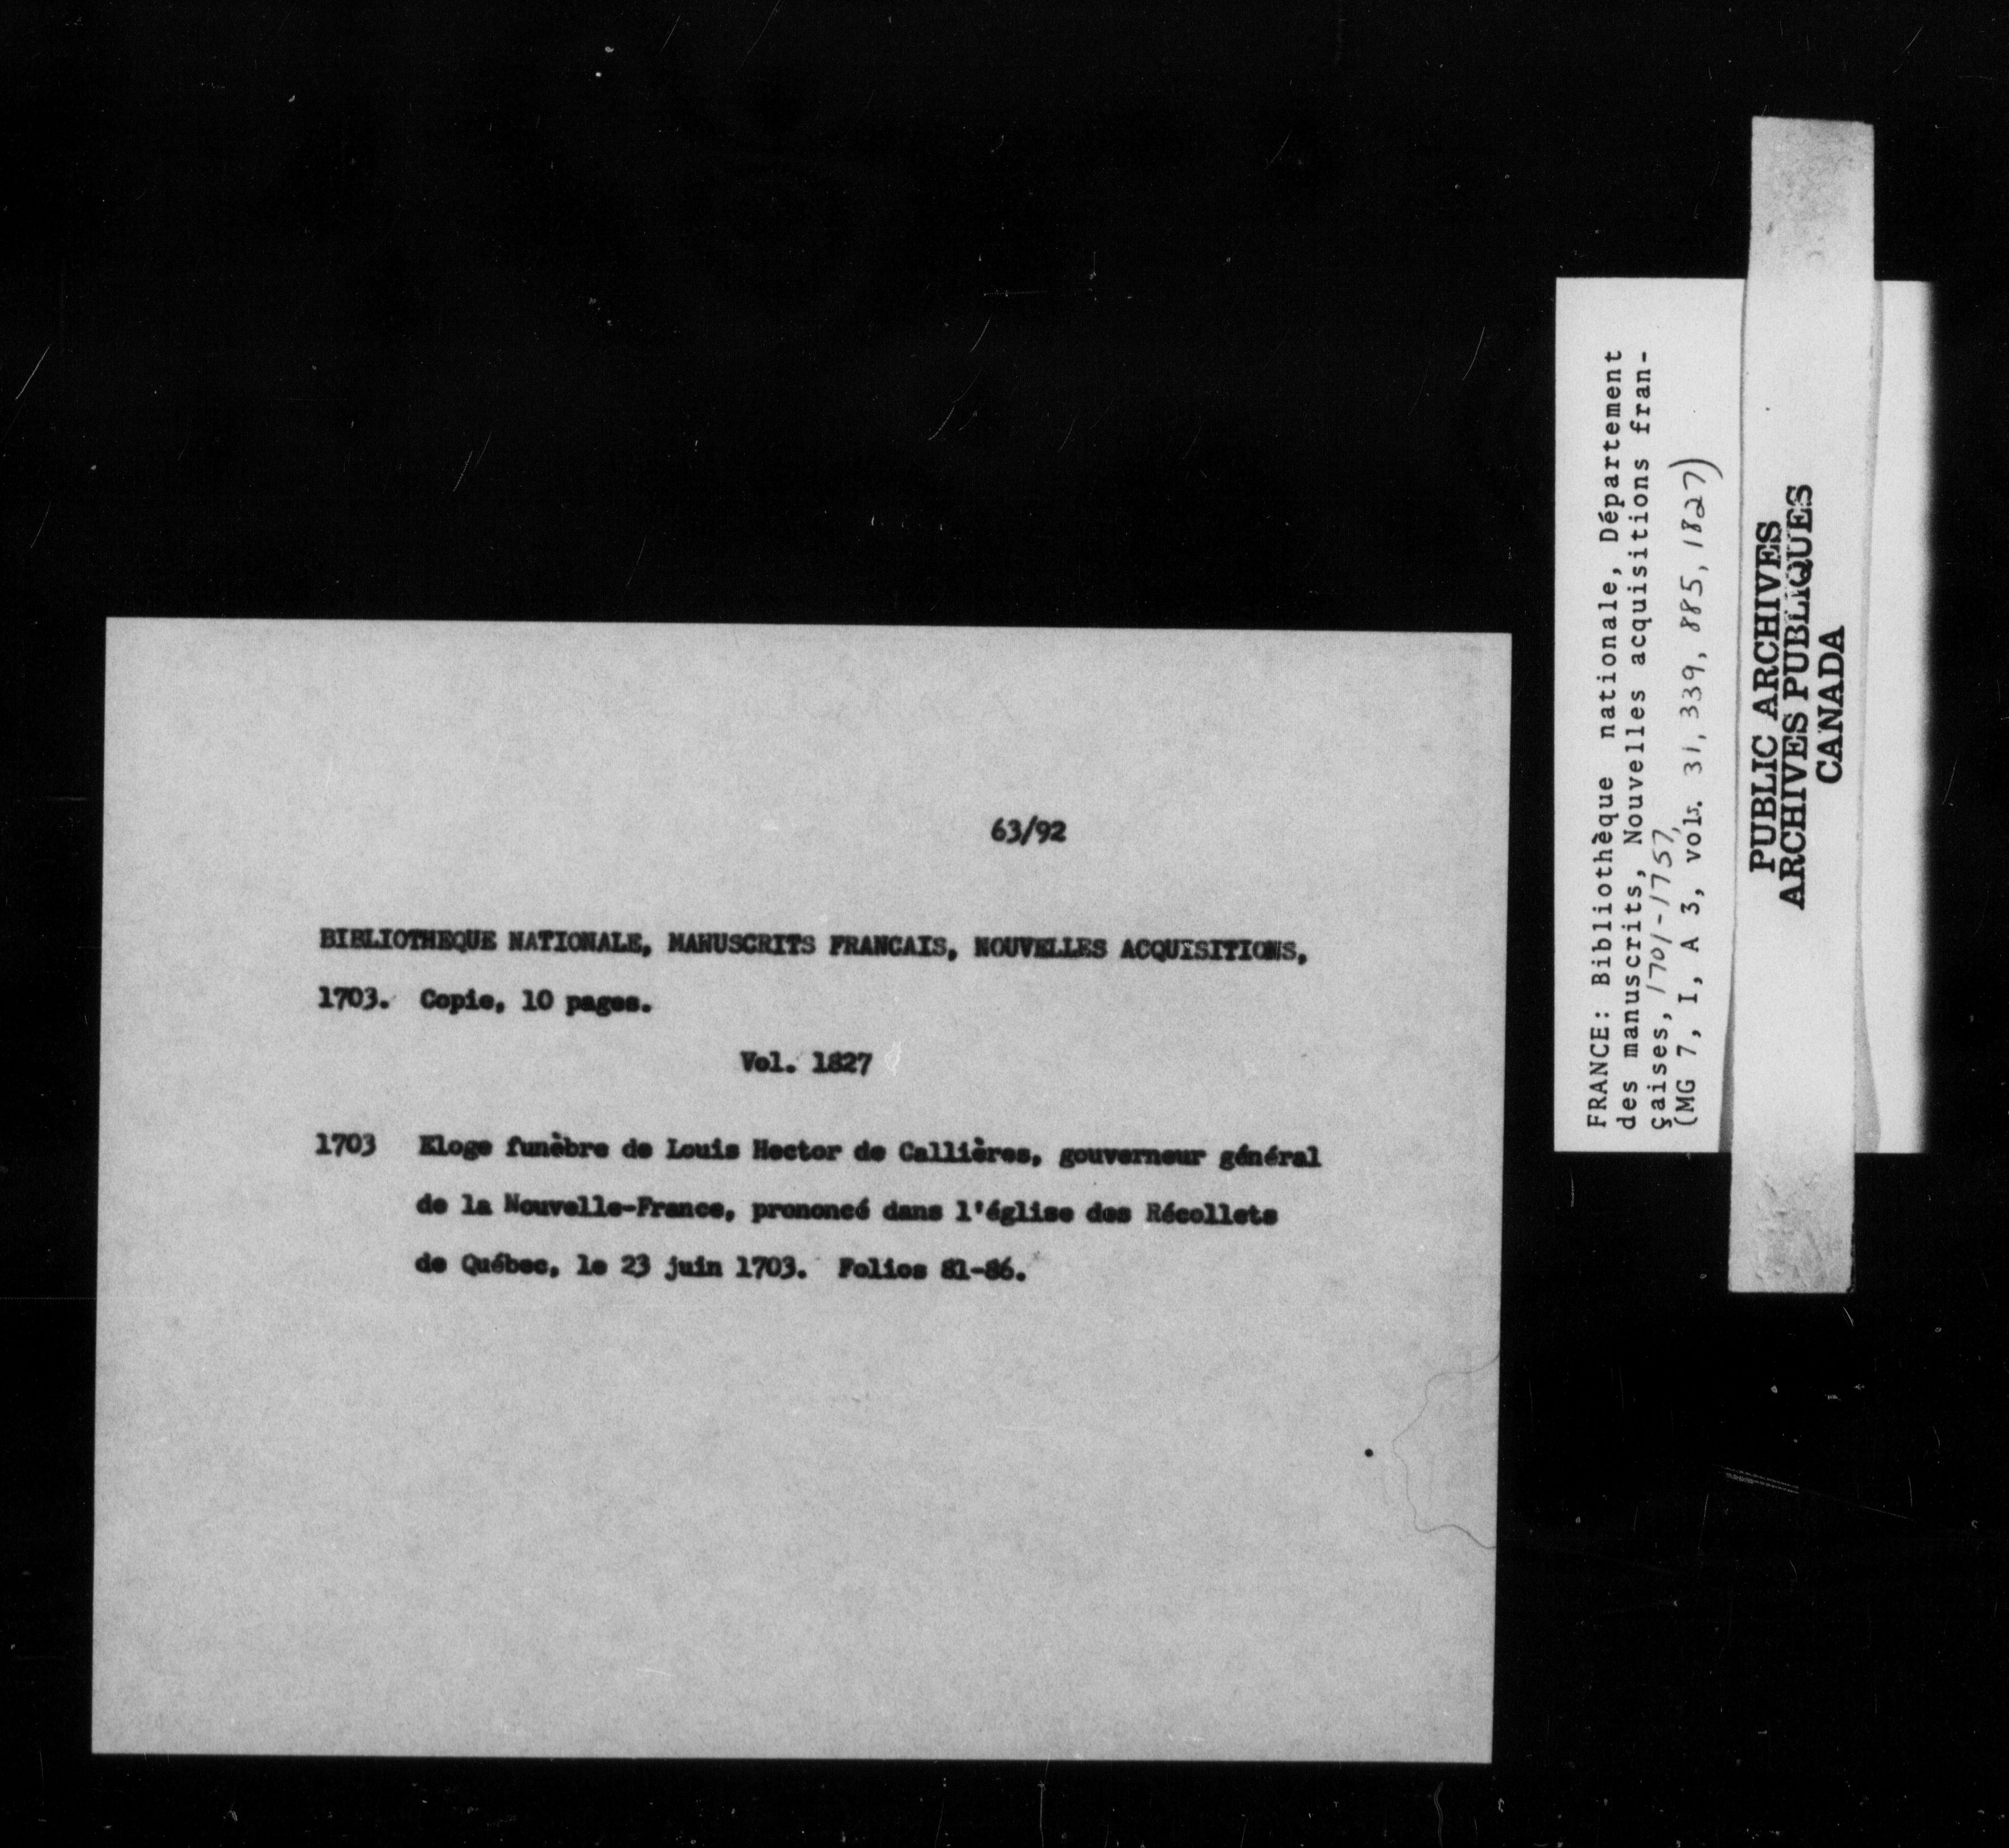 63/92
BIBLIOTHEQUE NATIONALE, MANUSCRITS FRANCAIS, NOUVELLES ACQUISITIONS,
1703. Copie, 10 pages.
Vol. 1827
1703 Eloge funèbre de Louis Hector de Callières, gouverneur général
de la Nouvelle-France, prononcé dans l'église des Récollets
de Québec, le 23 juin 1703. Folios 81-86.
FRANCE: Bibliothèque nationale, Département
des manuscrits, Nouvelles acquisitions fran-
çaises, 1701-1757,
(MG 7, I, A 3, vols. 31, 339, 885, 1827)
PUBLIC ARCHIVES
ARCHIVES PUBLIQUES
CANADA